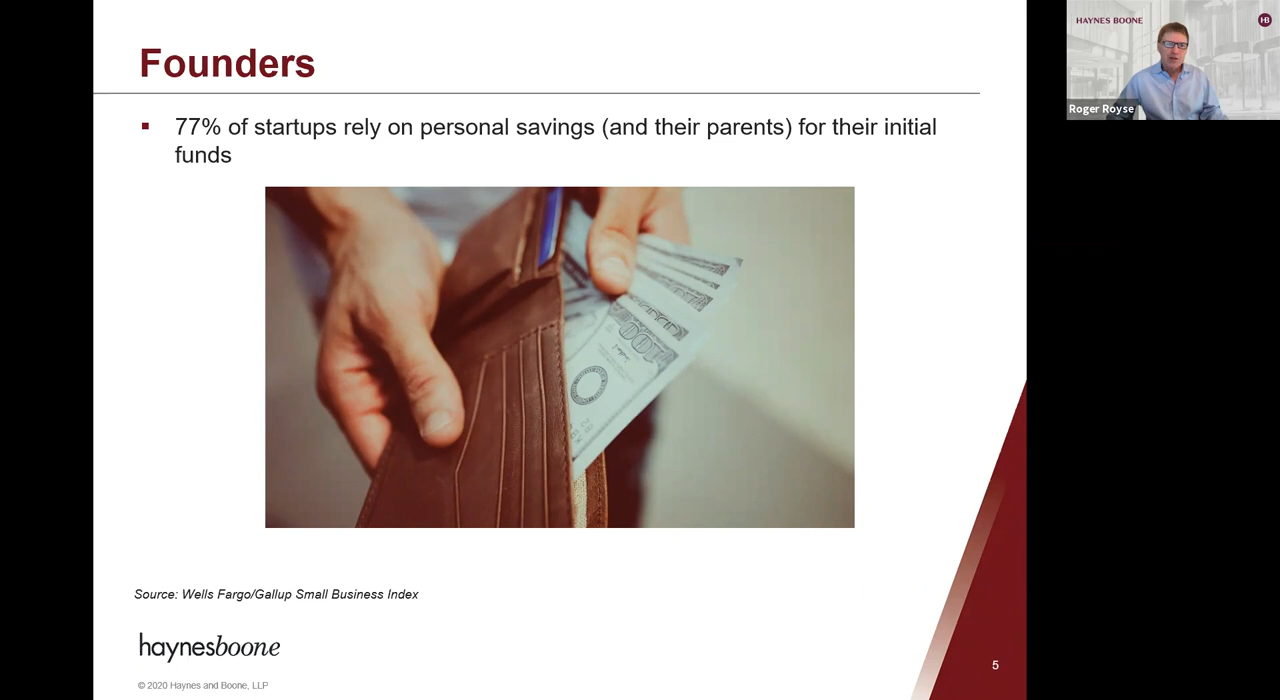 Founders
▪ 77% of startups rely on personal savings (and their parents) for their initial
funds
100
Source: Wells Fargo/Gallup Small Business Index
haynesboone
© 2020 Haynes and Boone, LLP
5
HAYNES BOONE
HB
Roger Royse